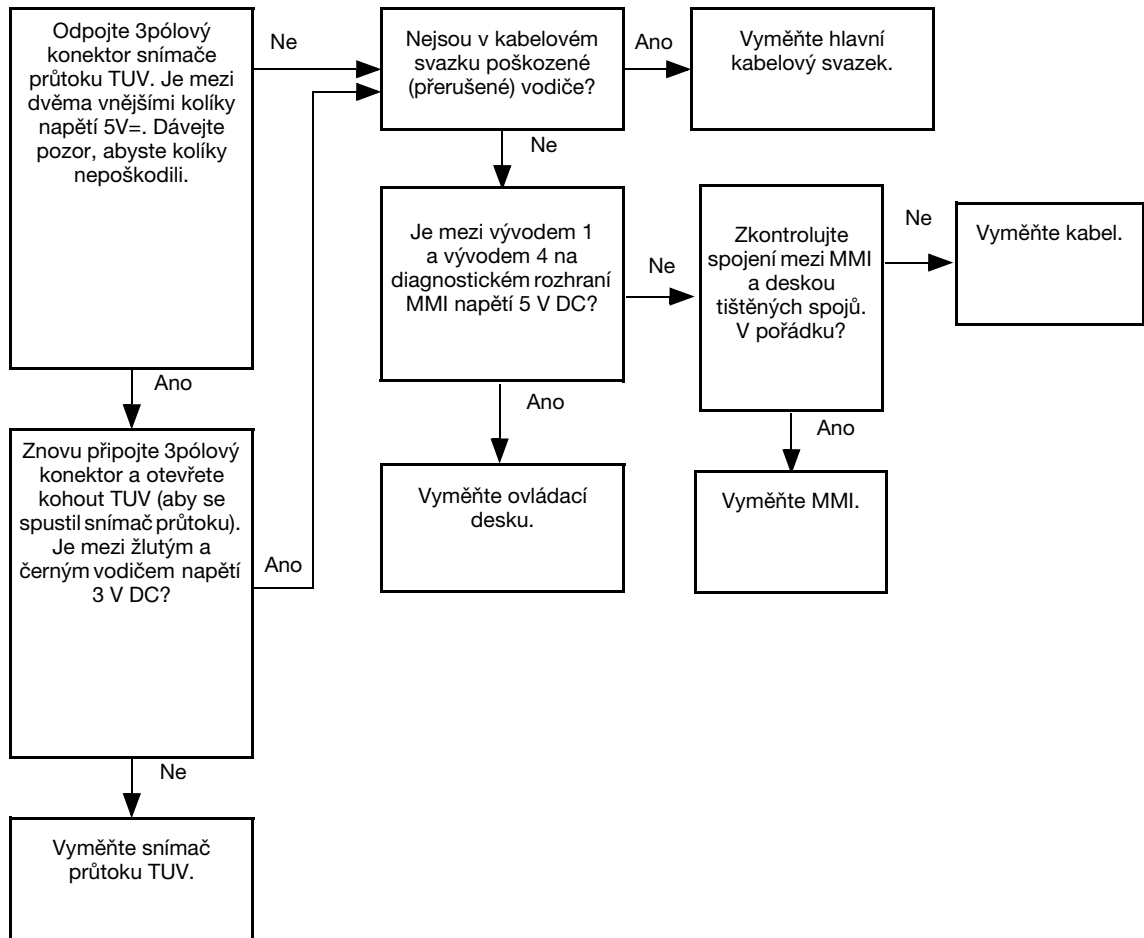 Odpojte 3pólový
konektor snímače
průtoku TUV. Je mezi
dvěma vnějšími kolíky
napětí 5V=. Dávejte
pozor, abyste kolíky
nepoškodili.
Ne
Nejsou v kabelovém
svazku poškozené
(přerušené) vodiče?
Ano
Vyměňte hlavní
kabelový svazek.
Ne
Je mezi vývodem 1
a vývodem 4 na
diagnostickém rozhraní
MMI napětí 5 V DC?
Ne
Zkontrolujte
spojení mezi MMI
a deskou
tištěných spojů.
V pořádku?
Ne
Vyměňte kabel.
Ano
Znovu připojte 3pólový
konektor a otevřete
kohout TUV (aby se
spustil snímač průtoku).
Je mezi žlutým a
černým vodičem napětí
3 V DC?
Ano
Ano
Vyměňte ovládací
desku.
Ano
Vyměňte MMI.
Ne
Vyměňte snímač
průtoku TUV.